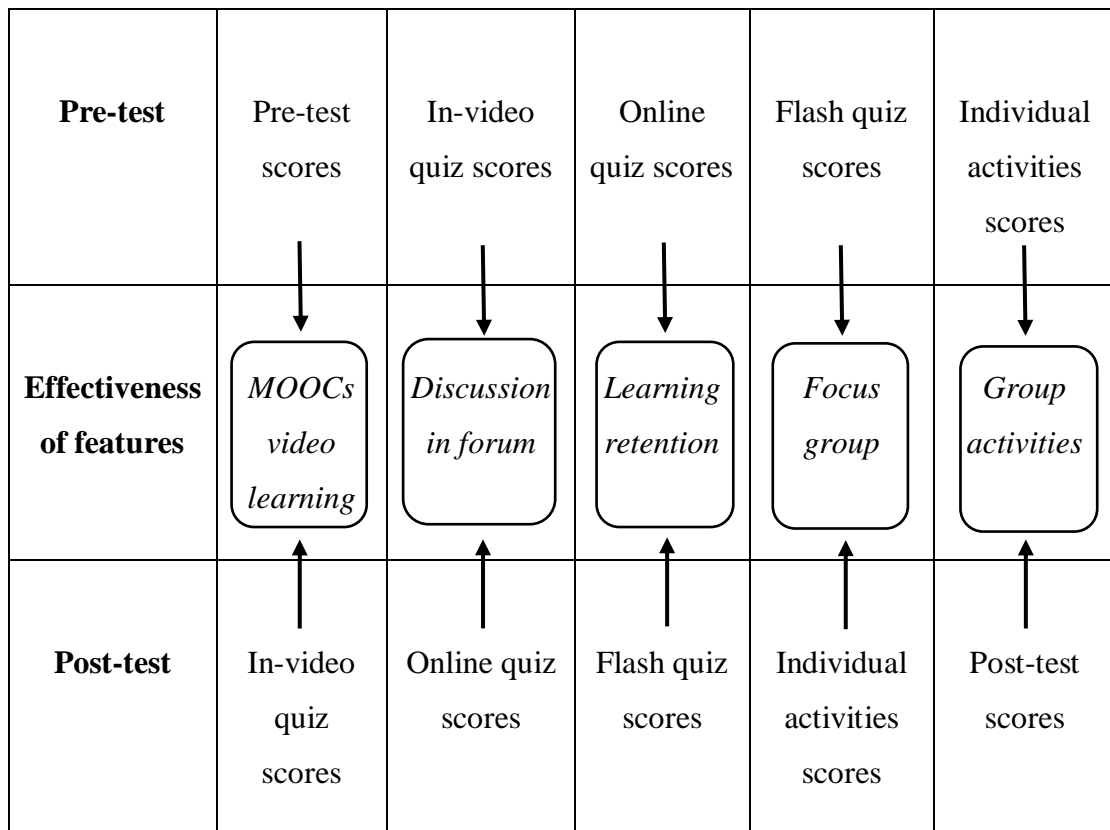 Pre-test
Pre-test
scores
In-video
quiz scores
Online
quiz scores
Flash quiz
scores
Individual
activities
scores
Effectiveness
of features
MOOCs
video
learning
Discussion
in forum
Learning
retention
Focus
group
Group
activities
Post-test
In-video
quiz
scores
Online quiz
scores
Flash quiz
scores
Individual
activities
scores
Post-test
scores